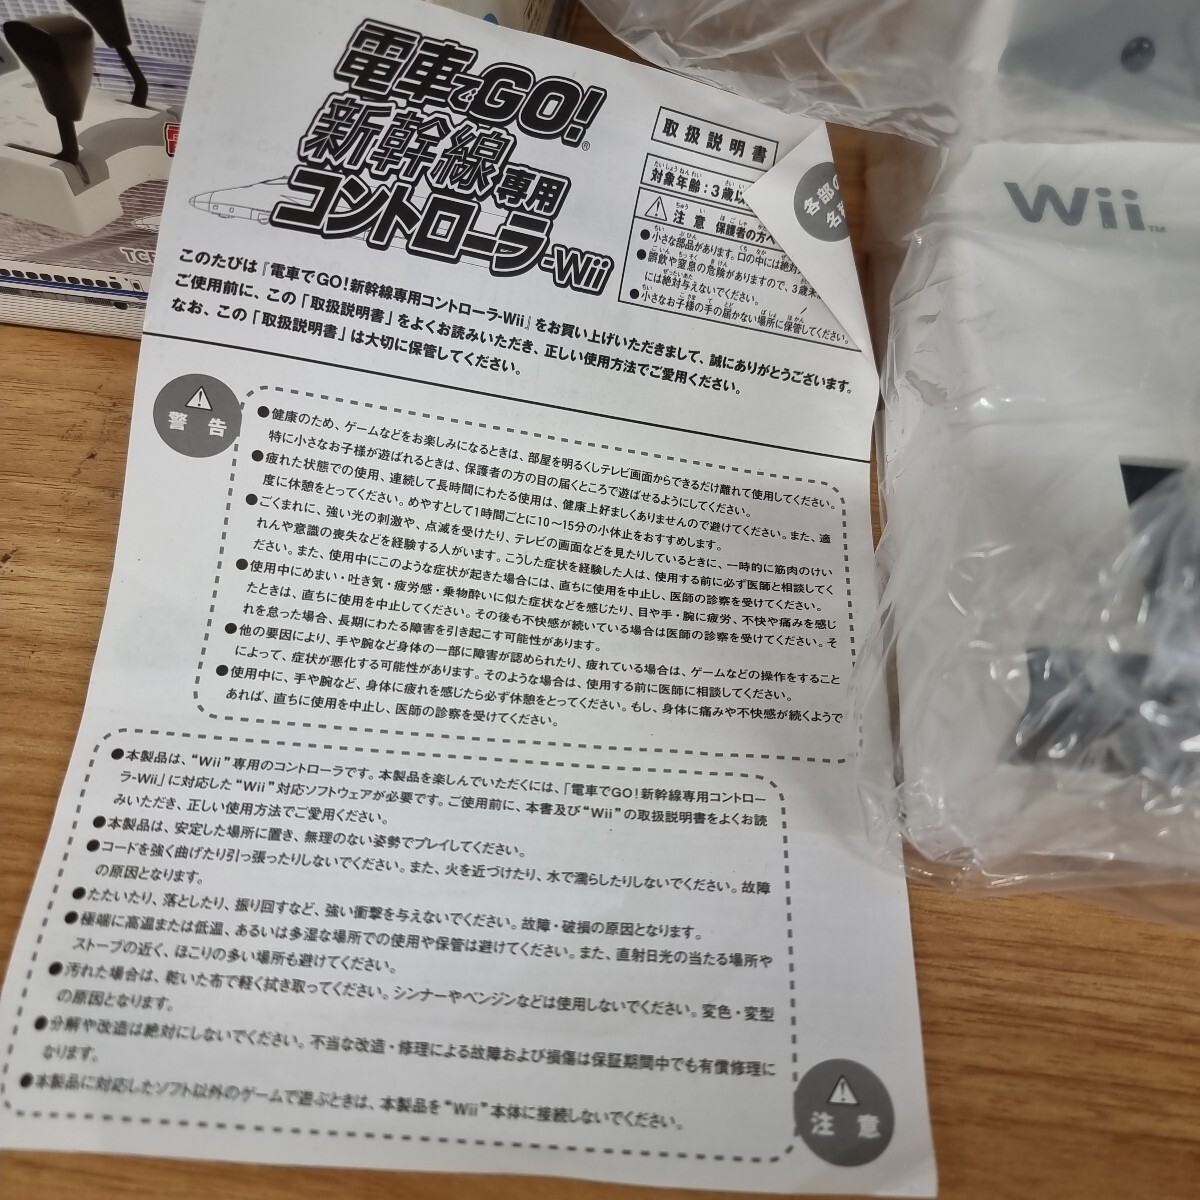 電車でGO!®
新幹線専用
コントローラ-Wii
取扱説明書
対象年齢：3歳以
たいしょうねんれい
注意 保護者の方へ
●小さな部品があります。口の中には絶対
●誤飲や窒息の危険がありますので、3歳未
には絶対与えないでください。
●小さなお子様の手の届かない場所に保管してください。
各部の
名称
このたびは『電車でGO!新幹線専用コントローラ-Wii』をお買い上げいただきまして、誠にありがとうございます。
ご使用前に、この「取扱説明書」をよくお読みいただき、正しい使用方法でご愛用ください。
なお、この「取扱説明書」は大切に保管してください。
警告
●健康のため、ゲームなどをお楽しみになるときは、部屋を明るくしテレビ画面からできるだけ離れて使用してください。
特に小さなお子様が遊ばれるときは、保護者の方の目の届くところで遊ばせるようにしてください。
●疲れた状態での使用、連続して長時間にわたる使用は、健康上好ましくありませんので避けてください。また、適
度に休憩をとってください。めやすとして1時間ごとに10～15分の小休止をおすすめします。
●ごくまれに、強い光の刺激や、点滅を受けたり、テレビの画面などを見たりしているときに、一時的に筋肉のけい
れんや意識の喪失などを経験する人がいます。こうした症状を経験した人は、使用する前に必ず医師と相談してく
ださい。また、使用中にこのような症状が起きた場合には、直ちに使用を中止し、医師の診察を受けてください。
●使用中にめまい・吐き気・疲労感・乗物酔いに似た症状などを感じたり、目や手・腕に疲労、不快や痛みを感じ
たときは、直ちに使用を中止してください。その後も不快感が続いている場合は医師の診察を受けてください。そ
れを怠った場合、長期にわたる障害を引き起こす可能性があります。
●他の要因により、手や腕など身体の一部に障害が認められたり、疲れている場合は、ゲームなどの操作をすること
によって、症状が悪化する可能性があります。そのような場合は、使用する前に医師に相談してください。
●使用中に、手や腕など、身体に疲れを感じたら必ず休憩をとってください。もし、身体に痛みや不快感が続くようで
あれば、直ちに使用を中止し、医師の診察を受けてください。
●本製品は、“Wii”専用のコントローラです。本製品を楽しんでいただくには、「電車でGO!新幹線専用コントロー
ラ-Wii」に対応した“Wii”対応ソフトウェアが必要です。ご使用前に、本書及び“Wii”の取扱説明書をよくお読
みいただき、正しい使用方法でご愛用ください。
●本製品は、安定した場所に置き、無理のない姿勢でプレイしてください。
●コードを強く曲げたり引っ張ったりしないでください。また、火を近づけたり、水で濡らしたりしないでください。故障
の原因となります。
●たたいたり、落としたり、振り回すなど、強い衝撃を与えないでください。故障・破損の原因となります。
●極端に高温または低温、あるいは多湿な場所での使用や保管は避けてください。また、直射日光の当たる場所や
ストーブの近く、ほこりの多い場所も避けてください。
●汚れた場合は、乾いた布で軽く拭き取ってください。シンナーやベンジンなどは使用しないでください。変色・変型
の原因となります。
●分解や改造は絶対にしないでください。不当な改造・修理による故障および損傷は保証期間中でも有償修理に
なります。
●本製品に対応したソフト以外のゲームで遊ぶときは、本製品を“Wii”本体に接続しないでください。
注意
Wii™